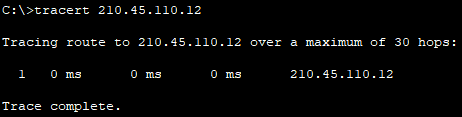 C:\>tracert 210.45.110.12
Tracing route to 210.45.110.12 over a maximum of 30 hops:
1 0 ms 0 ms 0 ms 210.45.110.12
Trace complete.